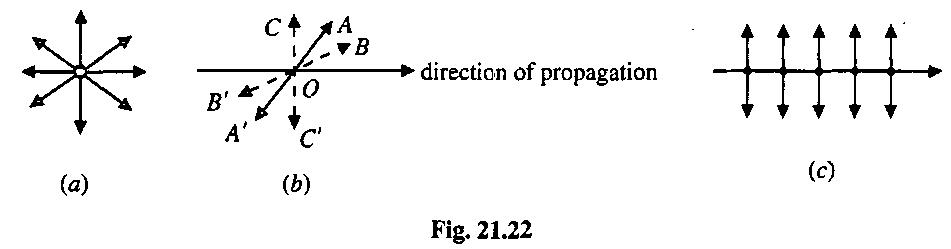 C
A
B
direction of propagation
B'
O
A'
C'
(a)
(b)
(c)
Fig. 21.22